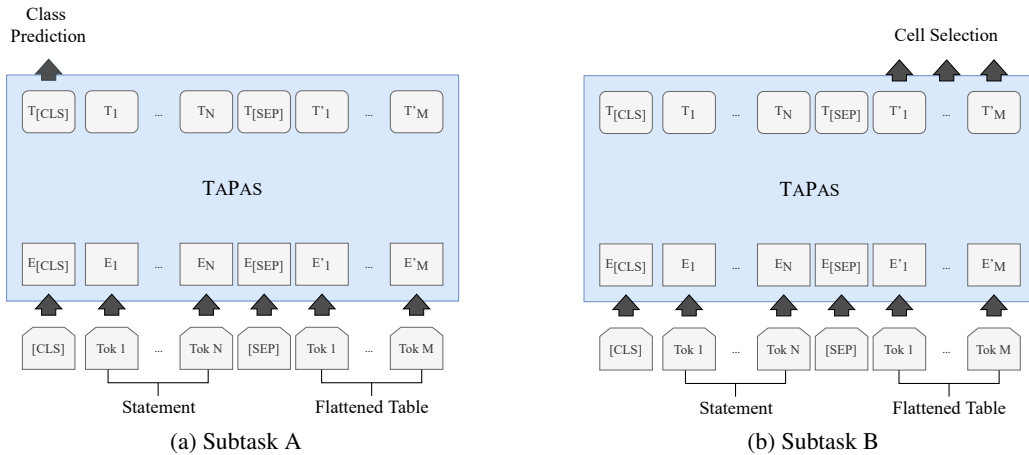 Class
Prediction
T[CLS] T1 ... TN T[SEP] T'1 ... T'M
TAPAS
E[CLS] E1 ... EN E[SEP] E'1 ... E'M
[CLS] Tok 1 ... Tok N [SEP] Tok 1 ... Tok M
Statement Flattened Table
(a) Subtask A
Cell Selection
T[CLS] T1 ... TN T[SEP] T'1 ... T'M
TAPAS
E[CLS] E1 ... EN E[SEP] E'1 ... E'M
[CLS] Tok 1 ... Tok N [SEP] Tok 1 ... Tok M
Statement Flattened Table
(b) Subtask B